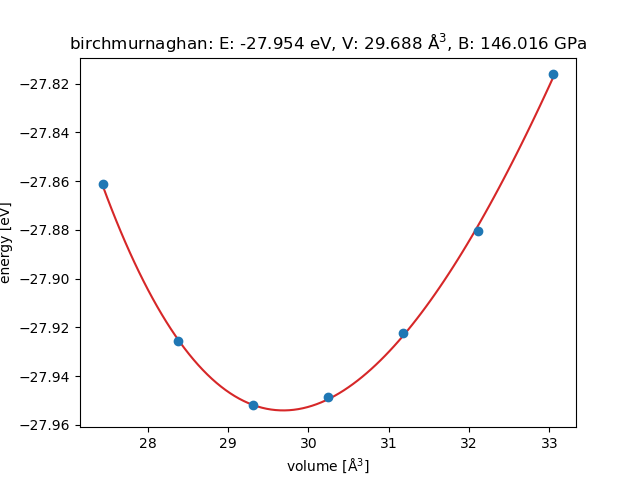 birchmurnaghan: E: -27.954 eV, V: 29.688 Å³, B: 146.016 GPa
−27.82
−27.84
−27.86
−27.88
−27.90
−27.92
−27.94
−27.96
energy [eV]
28 29 30 31 32 33
volume [Å³]